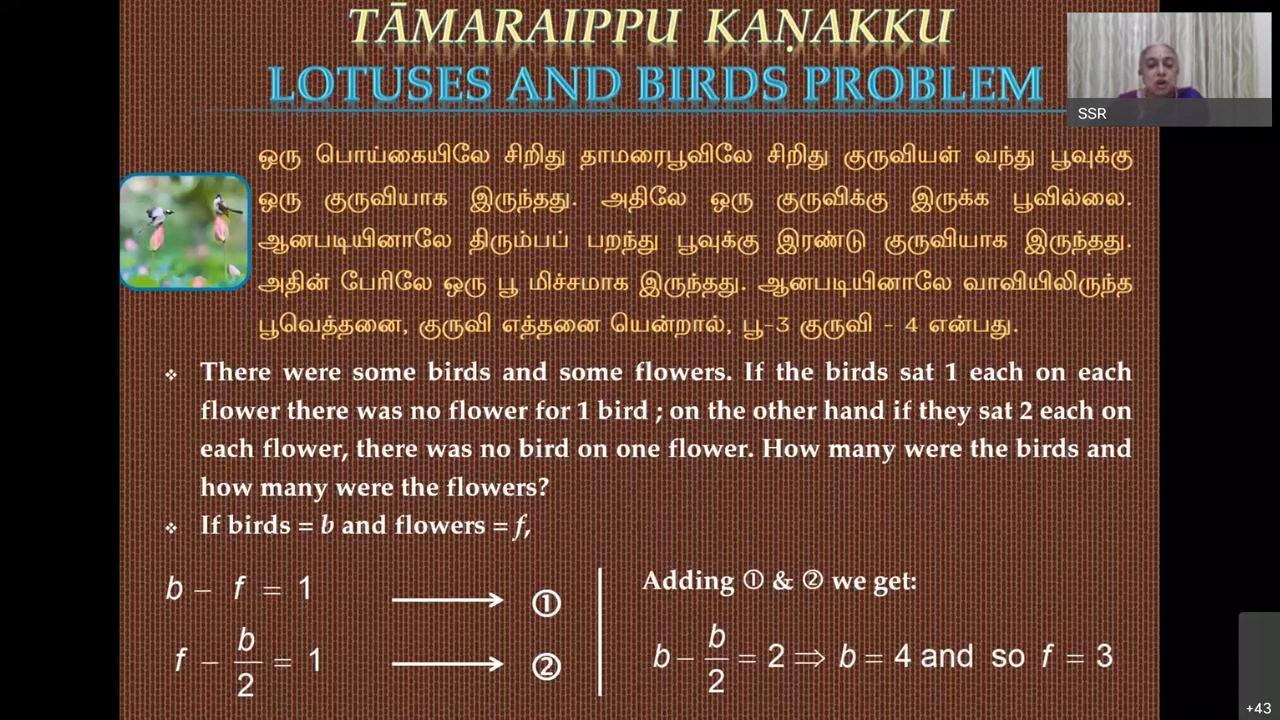 TĀMARAIPPU KAṆAKKU
LOTUSES AND BIRDS PROBLEM
SSR
ஒரு பொய்கையிலே சிறிது தாமரைபூவிலே சிறிது குருவியள் வந்து பூவுக்கு
ஒரு குருவியாக இருந்தது. அதிலே ஒரு குருவிக்கு இருக்க பூவில்லை.
ஆனபடியினாலே திரும்பப் பறந்து பூவுக்கு இரண்டு குருவியாக இருந்தது.
அதின் பேரிலே ஒரு பூ மிச்சமாக இருந்தது. ஆனபடியினாலே வாவியிலிருந்த
பூவெத்தனை, குருவி எத்தனை யென்றால், பூ-3 குருவி - 4 என்பது.
❖ There were some birds and some flowers. If the birds sat 1 each on each
flower there was no flower for 1 bird ; on the other hand if they sat 2 each on
each flower, there was no bird on one flower. How many were the birds and
how many were the flowers?
❖ If birds = b and flowers = f,
b – f = 1 → ①
f – b/2 = 1 → ②
Adding ① & ② we get:
b – b/2 = 2 ⇒ b = 4 and so f = 3
+43